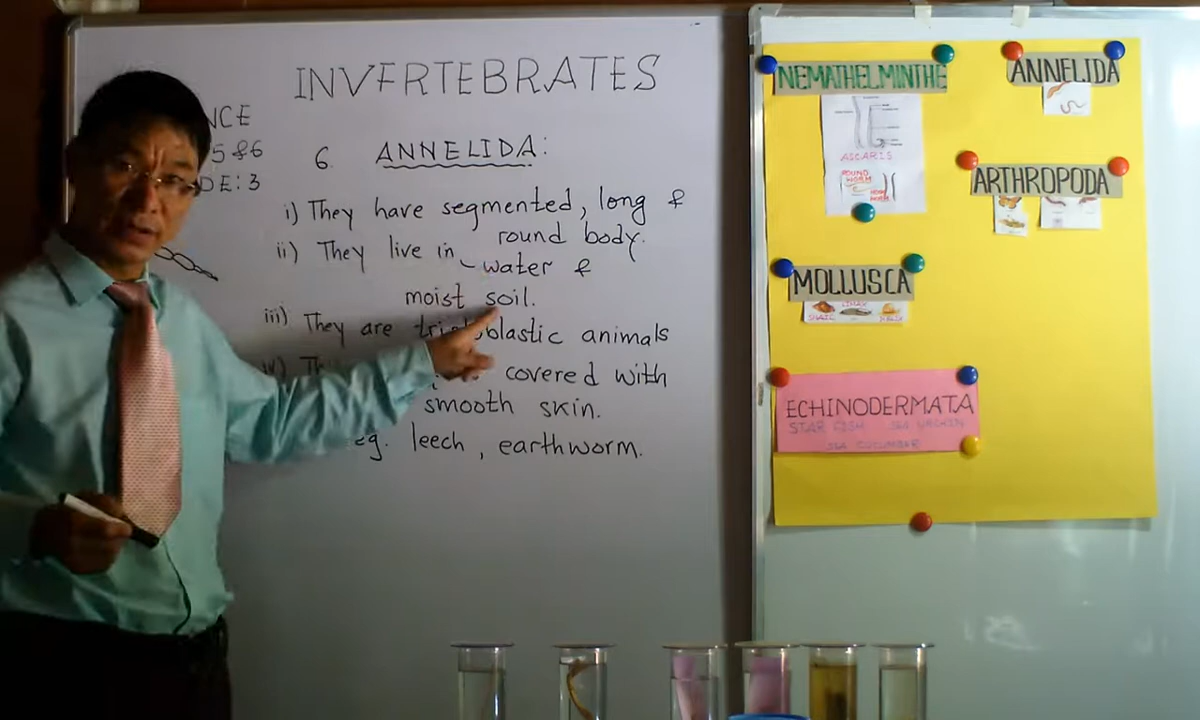 INVERTEBRATES
NCE
5 & 6
DE: 3
6. ANNELIDA:
i) They have segmented, long &
round body.
ii) They live in water &
moist soil.
iii) They are triploblastic animals
covered with
smooth skin.
eg. leech, earthworm.
NEMATHELMINTHE
ASCARIS
ROUND
WORM
HOOK
WORM
ANNELIDA
ARTHROPODA
MOLLUSCA
ECHINODERMATA
STAR FISH SEA URCHIN
SEA CUCUMBER